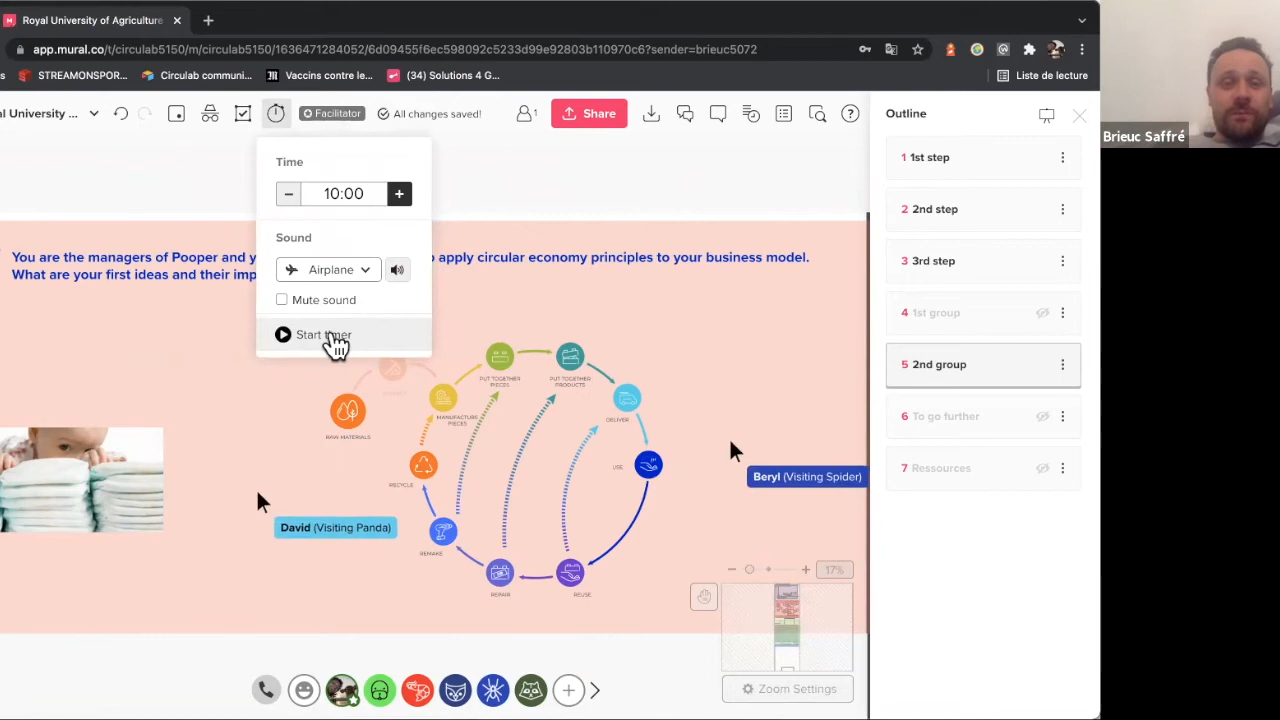 Royal University of Agriculture
app.mural.co/t/circulab5150/m/circulab5150/1636471284052/6d09455f6ec598092c5233d99e92803b110970c6?sender=brieuc5072
s
STREAMONSPOR...
Circulab communi...
Vaccins contre le...
(34) Solutions 4 G...
Liste de lecture
al University ...
Facilitator
All changes saved!
1
Share
Outline
Brieuc Saffré
Time
10:00
Sound
Airplane
Mute sound
Start timer
You are the managers of Pooper and y
o apply circular economy principles to your business model.
What are your first ideas and their imp
1 1st step
2 2nd step
3 3rd step
4 1st group
5 2nd group
6 To go further
7 Ressources
RAW MATERIALS
MANUFACTURE
PIECES
PUT TOGETHER
PIECES
PUT TOGETHER
PRODUCTS
DELIVER
USE
REUSE
REPAIR
REMAKE
RECYCLE
Beryl (Visiting Spider)
David (Visiting Panda)
17%
Zoom Settings